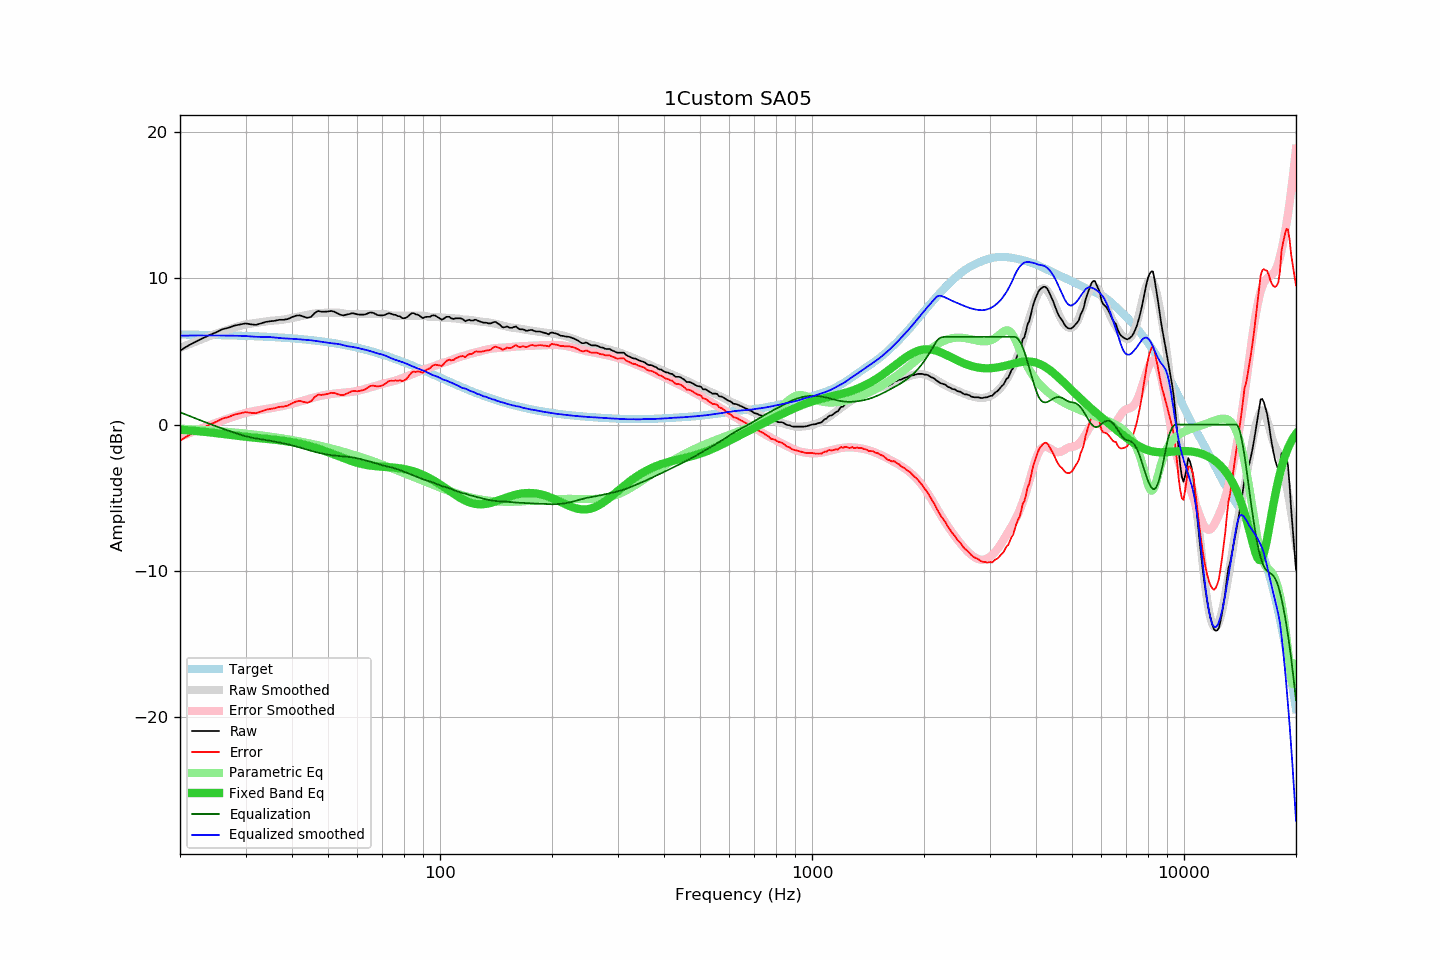 1Custom SA05
20
10
0
−10
−20
Amplitude (dBr)
Target
Raw Smoothed
Error Smoothed
Raw
Error
Parametric Eq
Fixed Band Eq
Equalization
Equalized smoothed
100
1000
10000
Frequency (Hz)